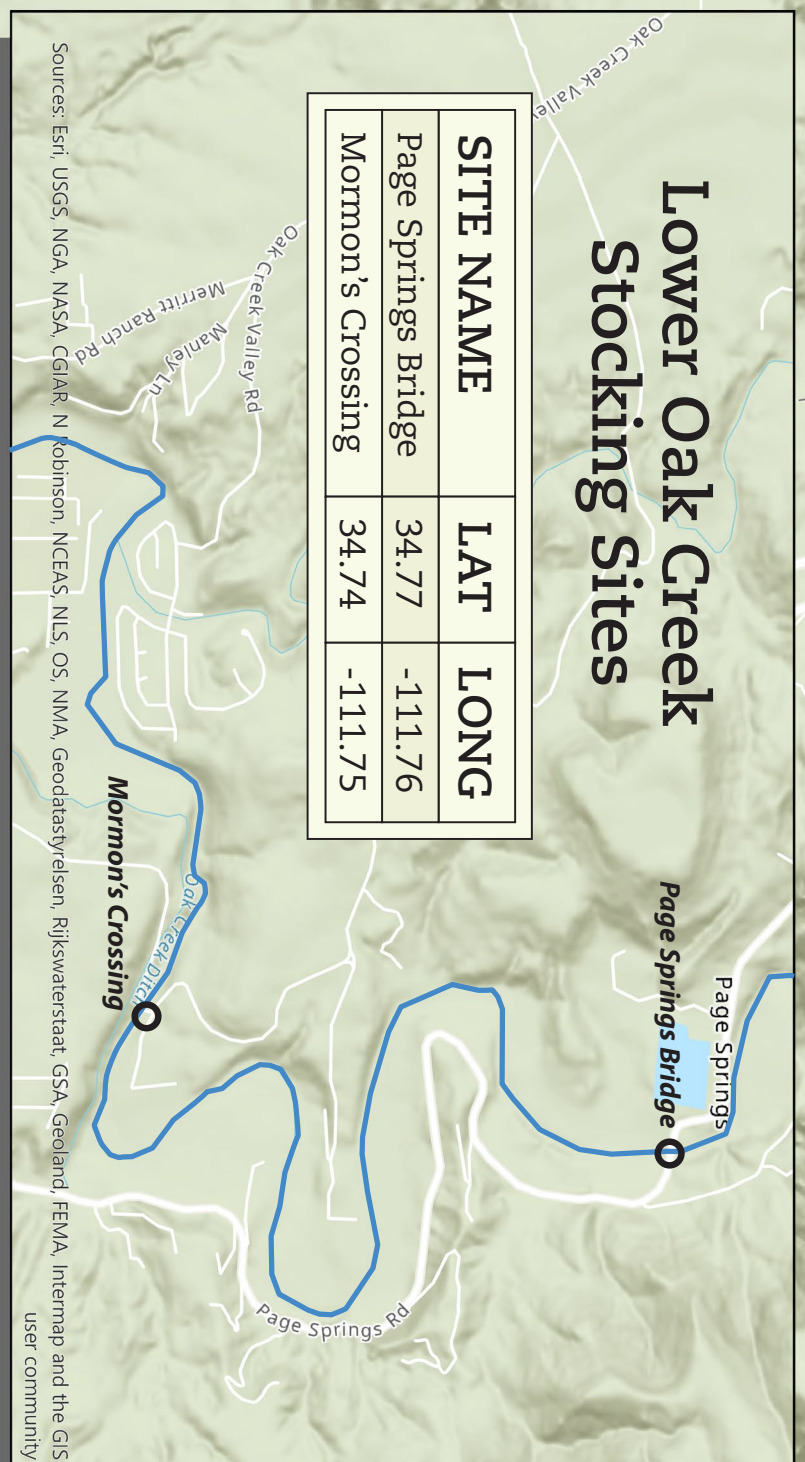 Lower Oak Creek
Stocking Sites
SITE NAME LAT LONG
Page Springs Bridge 34.77 -111.76
Mormon's Crossing 34.74 -111.75
Oak Creek Valley
Oak Creek Valley Rd
Merritt Ranch Rd
Manley Ln
Page Springs
Page Springs Bridge
Mormon's Crossing
Oak Creek Ditch
Page Springs Rd
Sources: Esri, USGS, NGA, NASA, CGIAR, N Robinson, NCEAS, NLS, OS, NMA, Geodatastyrelsen, Rijkswaterstaat, GSA, Geoland, FEMA, Intermap and the GIS
user community